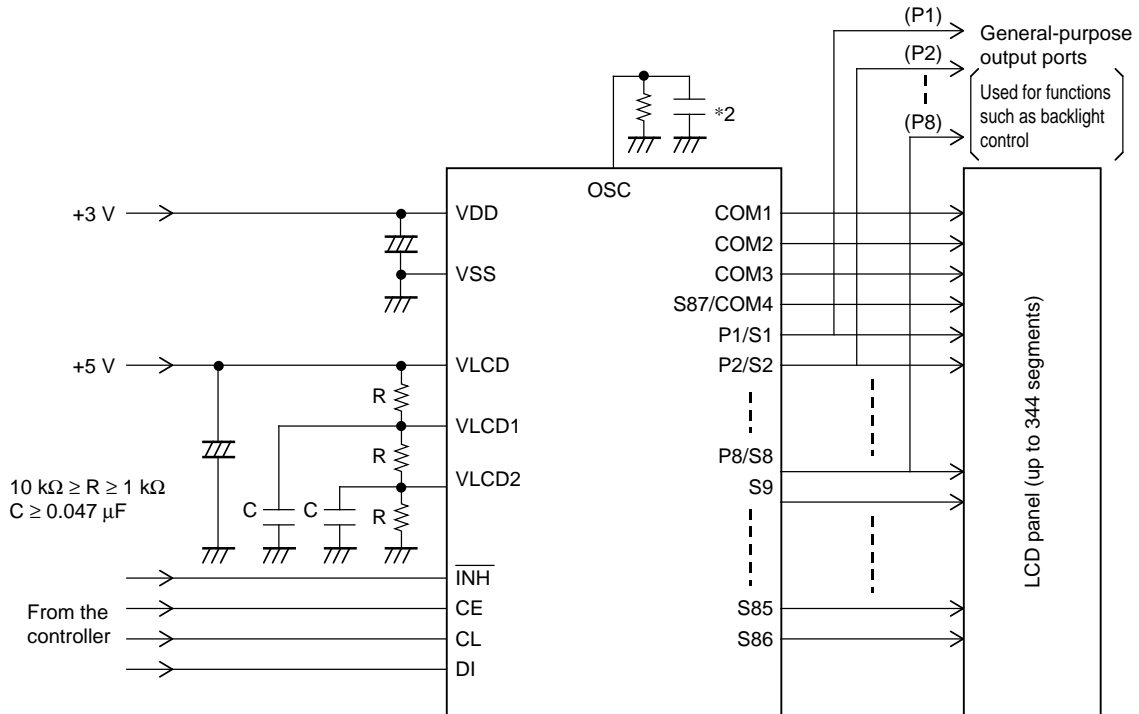 (P1)
General-purpose
output ports
(P2)
Used for functions
such as backlight
control
(P8)
*2
OSC
+3 V
VDD
VSS
+5 V
VLCD
R
VLCD1
R
VLCD2
R
C
C
10 kΩ ≥ R ≥ 1 kΩ
C ≥ 0.047 μF
INH
From the
controller
CE
CL
DI
COM1
COM2
COM3
S87/COM4
P1/S1
P2/S2
P8/S8
S9
S85
S86
LCD panel (up to 344 segments)